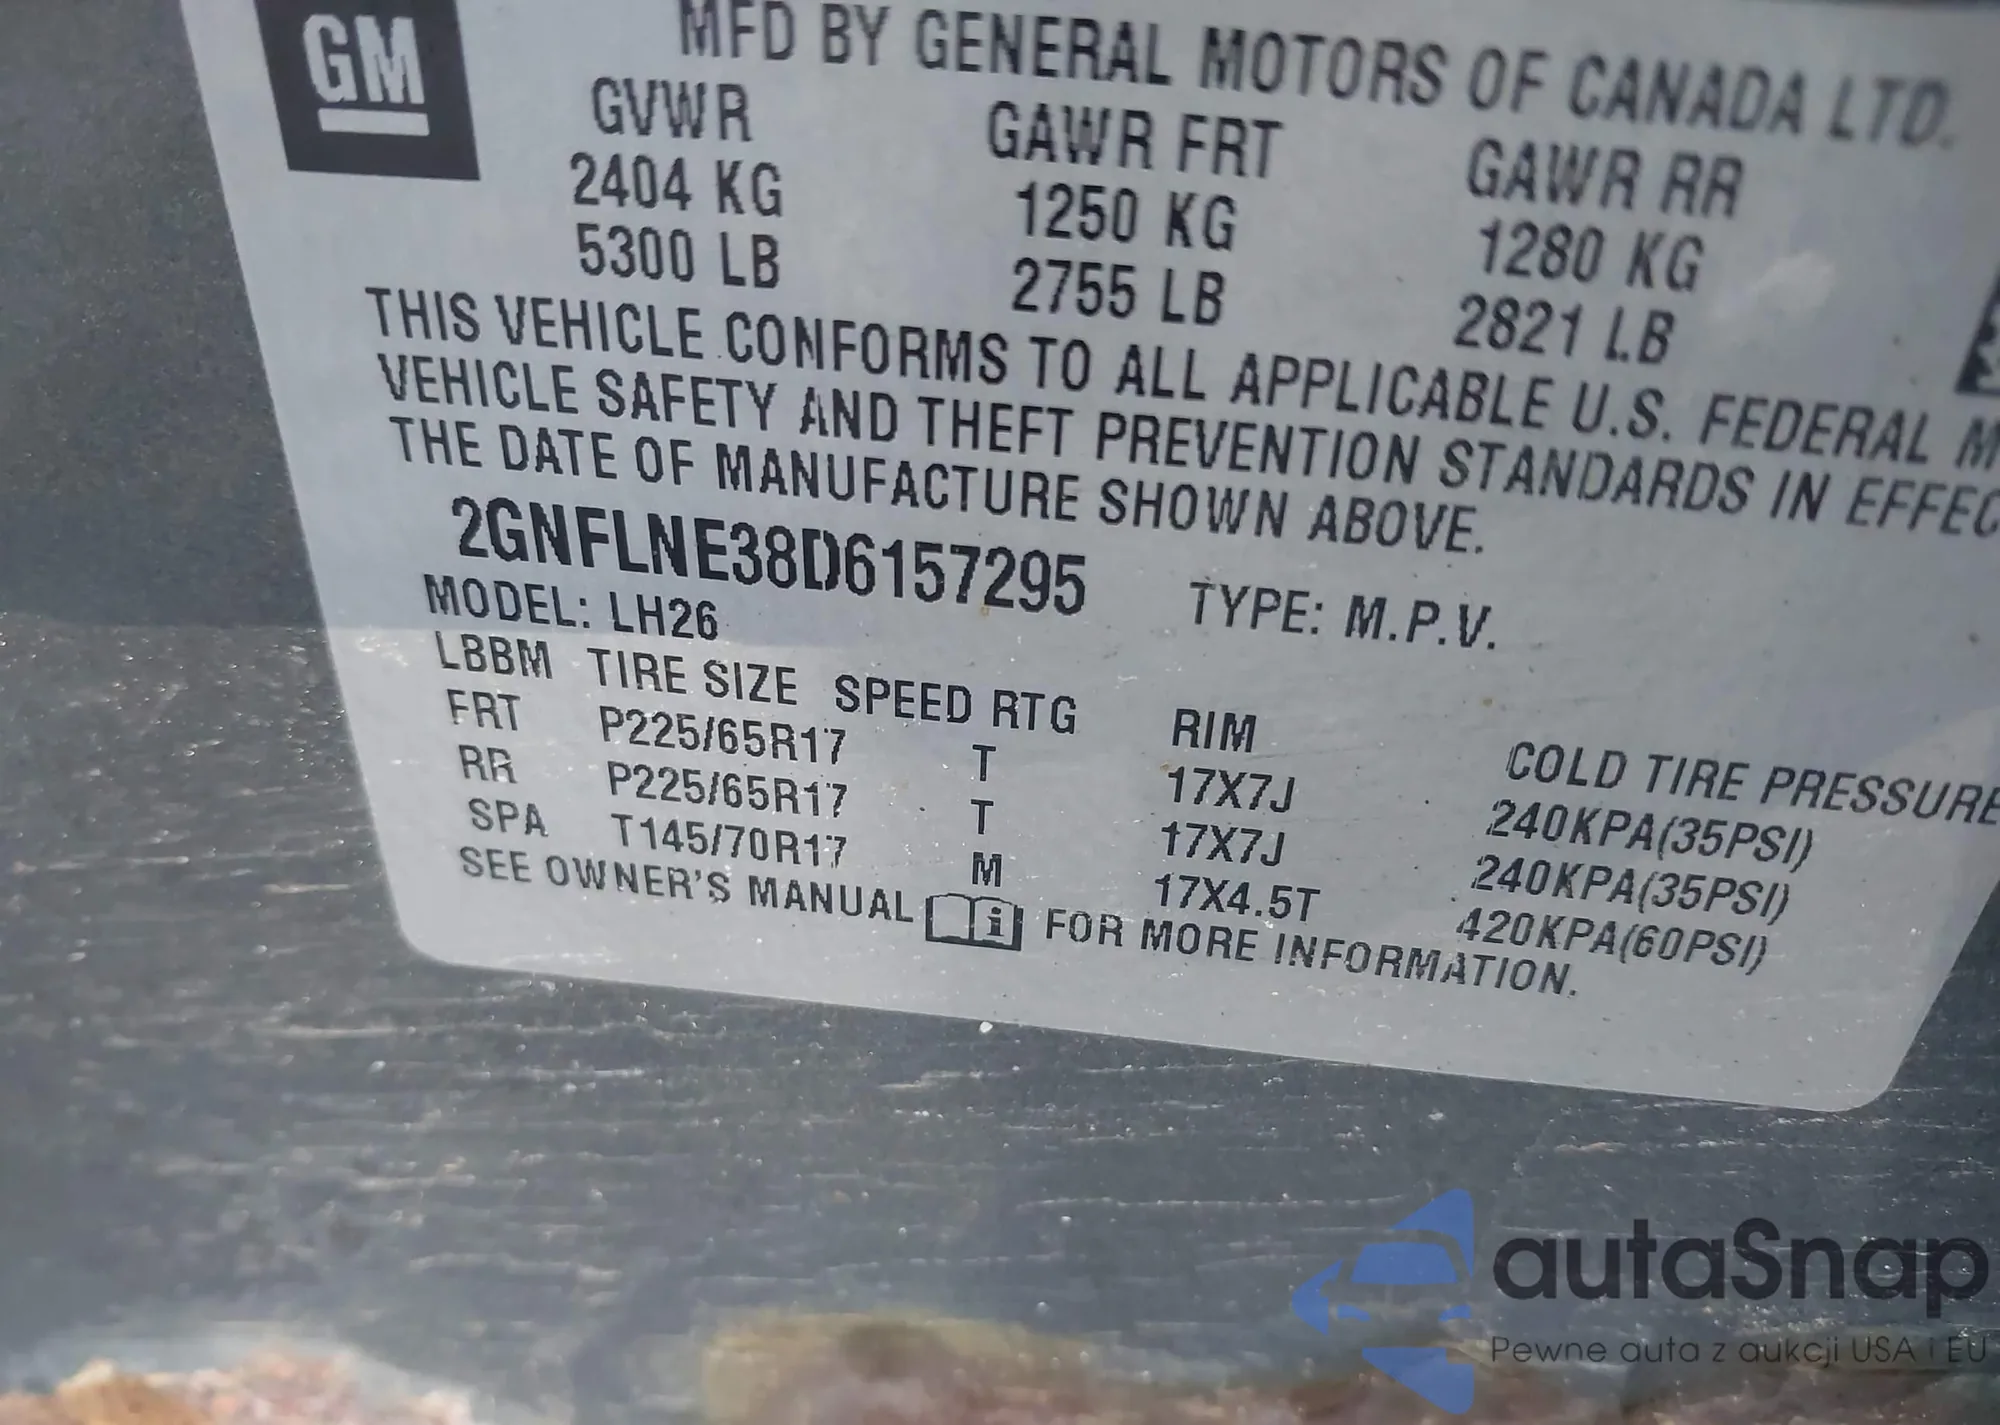 GM
MFD BY GENERAL MOTORS OF CANADA LTD.
GVWR GAWR FRT GAWR RR
2404 KG 1250 KG 1280 KG
5300 LB 2755 LB 2821 LB
THIS VEHICLE CONFORMS TO ALL APPLICABLE U.S. FEDERAL M
VEHICLE SAFETY AND THEFT PREVENTION STANDARDS IN EFFEC
THE DATE OF MANUFACTURE SHOWN ABOVE.
2GNFLNE38D6157295 TYPE: M.P.V.
MODEL: LH26
LBBM TIRE SIZE SPEED RTG RIM COLD TIRE PRESSURE
FRT P225/65R17 T 17X7J 240KPA(35PSI)
RR P225/65R17 T 17X7J 240KPA(35PSI)
SPA T145/70R17 M 17X4.5T 420KPA(60PSI)
SEE OWNER'S MANUAL i FOR MORE INFORMATION.
autaSnap
Pewne auta z aukcji USA i EU